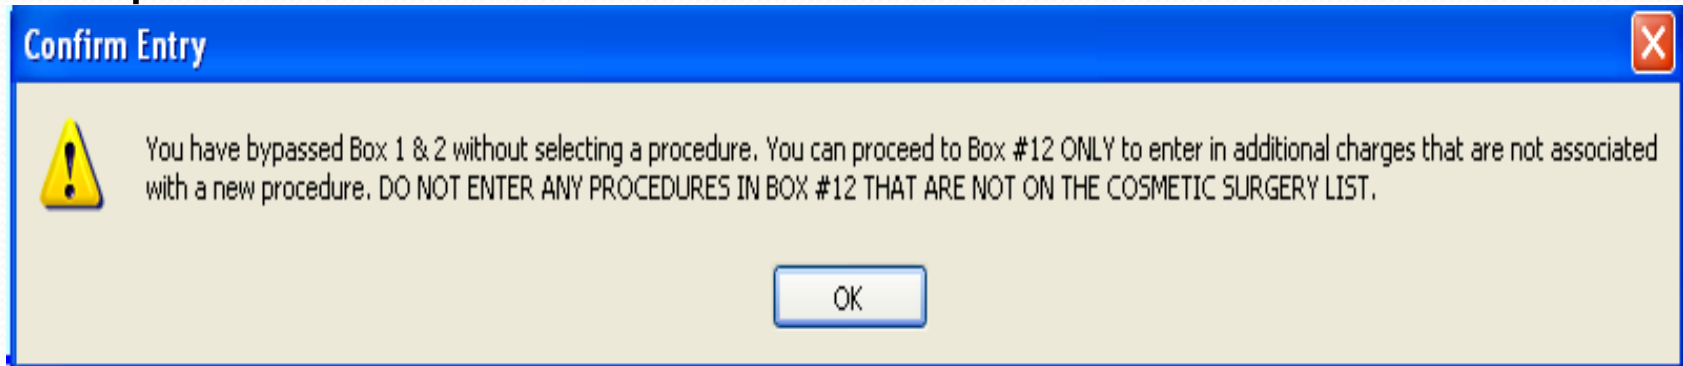 Confirm Entry
You have bypassed Box 1 & 2 without selecting a procedure. You can proceed to Box #12 ONLY to enter in additional charges that are not associated
with a new procedure. DO NOT ENTER ANY PROCEDURES IN BOX #12 THAT ARE NOT ON THE COSMETIC SURGERY LIST.
OK